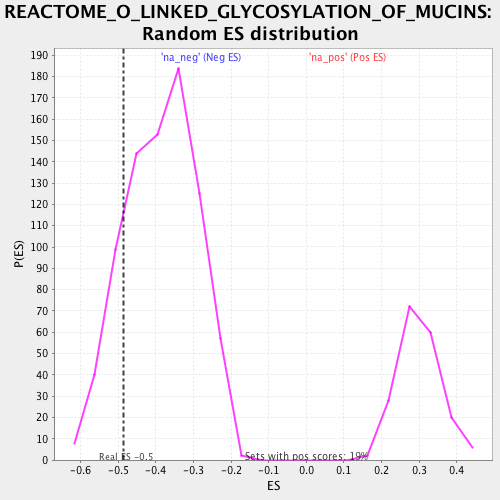 REACTOME_O_LINKED_GLYCOSYLATION_OF_MUCINS:
Random ES distribution
'na_neg' (Neg ES)
'na_pos' (Pos ES)
190
180
170
160
150
140
130
120
110
100
90
80
70
60
50
40
30
20
10
0
P(ES)
Real ES -0.5
Sets with pos scores: 19%
-0.6 -0.5 -0.4 -0.3 -0.2 -0.1 0.0 0.1 0.2 0.3 0.4
ES